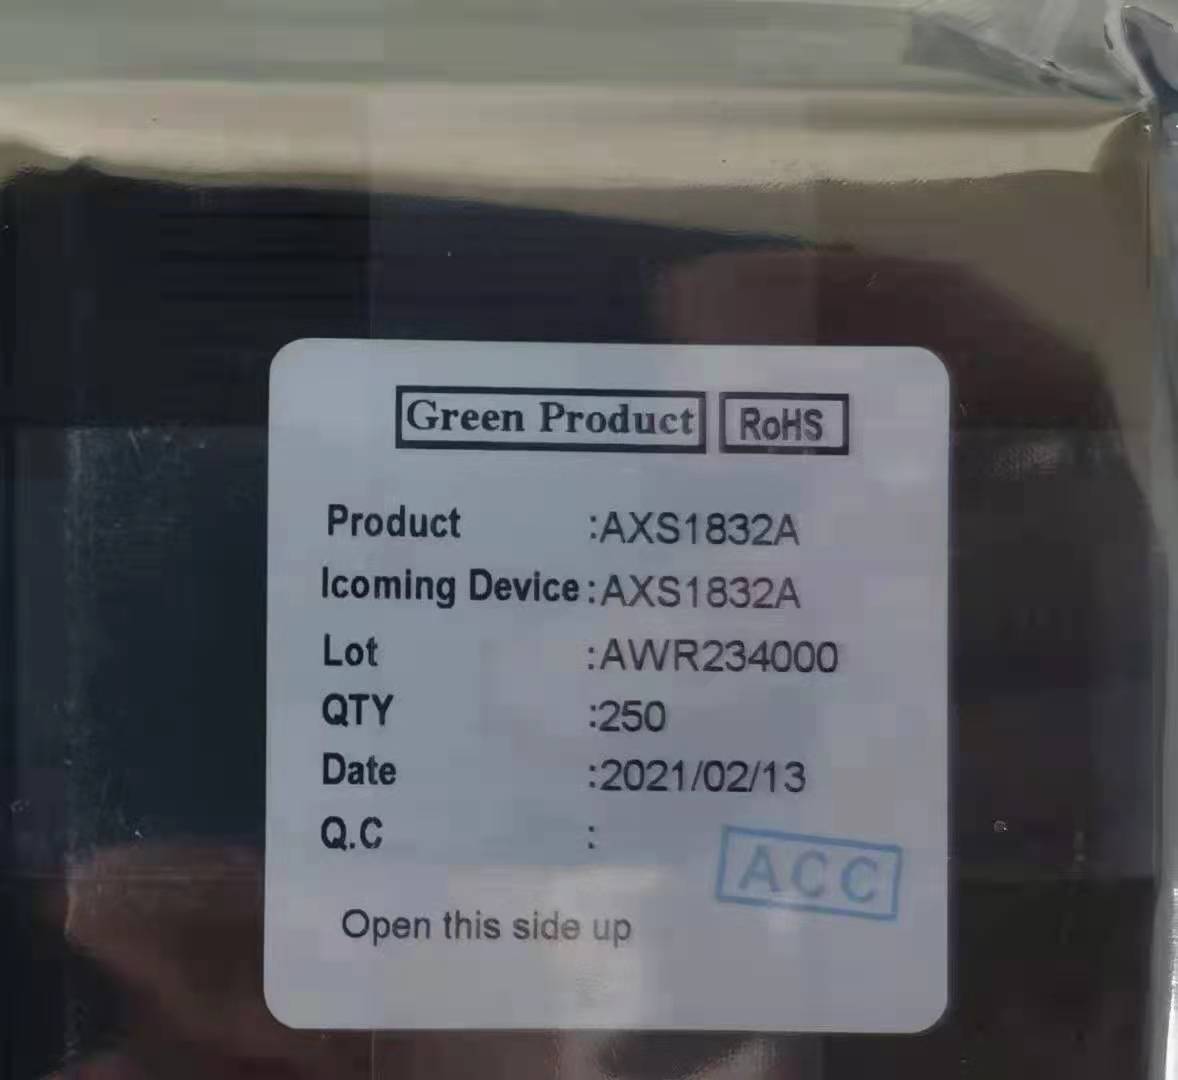 Green Product RoHS
Product :AXS1832A
Icoming Device :AXS1832A
Lot :AWR234000
QTY :250
Date :2021/02/13
Q.C :
ACC
Open this side up